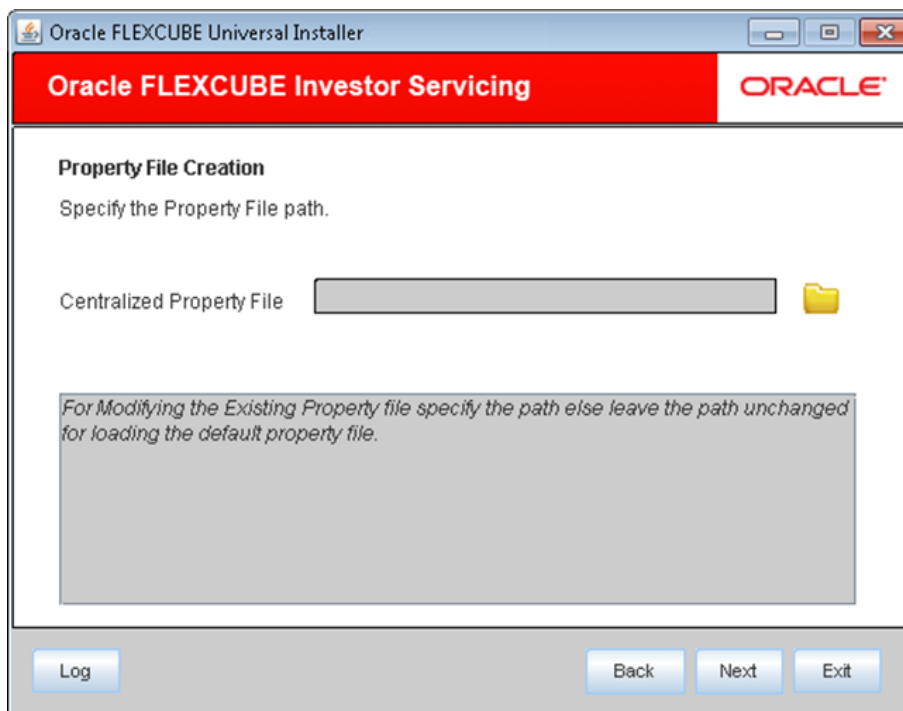 Oracle FLEXCUBE Universal Installer
Oracle FLEXCUBE Investor Servicing
ORACLE
Property File Creation
Specify the Property File path.
Centralized Property File
For Modifying the Existing Property file specify the path else leave the path unchanged
for loading the default property file.
Log
Back
Next
Exit